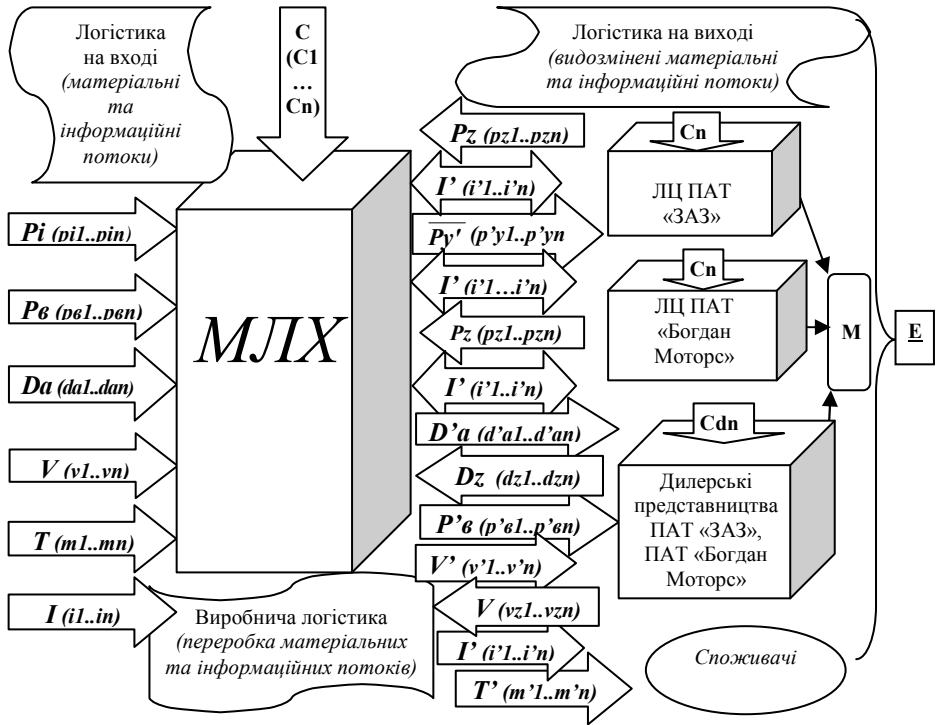 Логістика
на вході
(матеріальні
та
інформаційні
потоки)
C
(C1
…
Cn)
Логістика на виході
(видозмінені матеріальні
та інформаційні потоки)
Pi (pi1..pin)
Рв (рв1..рвn)
Da (da1..dan)
V (v1..vn)
T (m1..mn)
I (i1..in)
МЛХ
Виробнича логістика
(переробка матеріальних
та інформаційних потоків)
Pz (pz1..pzn)
I’ (i’1..i’n)
Py' (p’y1..p’yn
I’ (i’1…i’n)
Pz (pz1..pzn)
I’ (i’1..i’n)
D’a (d’a1..d’an)
Dz (dz1..dzn)
P’в (p’в1..p’вn)
V’ (v’1..v’n)
V (vz1..vzn)
I’ (i’1..i’n)
T’ (m’1..m’n)
Cn
ЛЦ ПАТ
«ЗАЗ»
Cn
ЛЦ ПАТ
«Богдан
Моторс»
Cdn
Дилерські
представництва
ПАТ «ЗАЗ»,
ПАТ «Богдан
Моторс»
Споживачі
М
Е